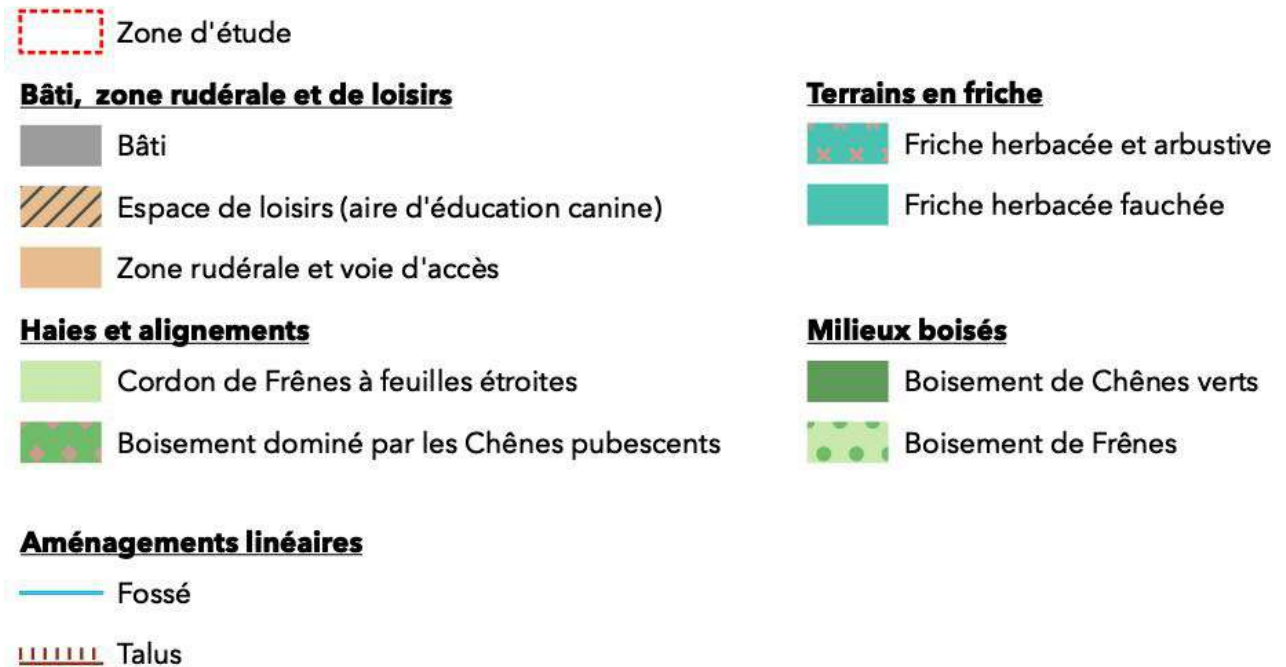 Zone d'étude
Bâti, zone rudérale et de loisirs
Bâti
Espace de loisirs (aire d'éducation canine)
Zone rudérale et voie d'accès
Terrains en friche
Friche herbacée et arbustive
Friche herbacée fauchée
Haies et alignements
Cordon de Frênes à feuilles étroites
Boisement dominé par les Chênes pubescents
Milieux boisés
Boisement de Chênes verts
Boisement de Frênes
Aménagements linéaires
Fossé
Talus